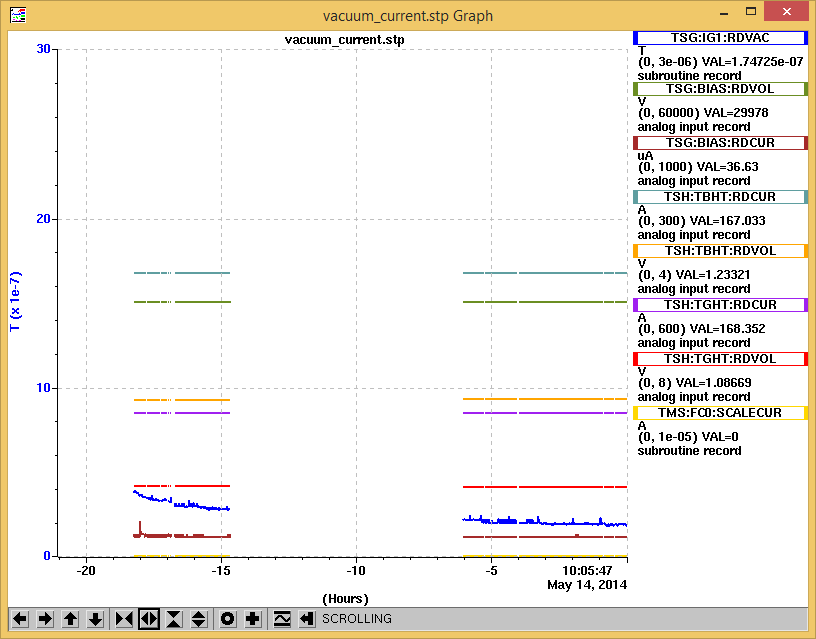 vacuum_current.stp Graph
vacuum_current.stp
30
20
10
0
T (x 1e-7)
-20
-15
-10
-5
10:05:47
May 14, 2014
(Hours)
TSG:IG1:RDVAC
T
(0, 3e-06) VAL=1.74725e-07
subroutine record
TSG:BIAS:RDVOL
V
(0, 60000) VAL=29978
analog input record
TSG:BIAS:RDCUR
uA
(0, 1000) VAL=36.63
analog input record
TSH:TBHT:RDCUR
A
(0, 300) VAL=167.033
analog input record
TSH:TBHT:RDVOL
V
(0, 4) VAL=1.23321
analog input record
TSH:TGHT:RDCUR
A
(0, 600) VAL=168.352
analog input record
TSH:TGHT:RDVOL
V
(0, 8) VAL=1.08669
analog input record
TMS:FC0:SCALECUR
A
(0, 1e-05) VAL=0
subroutine record
SCROLLING